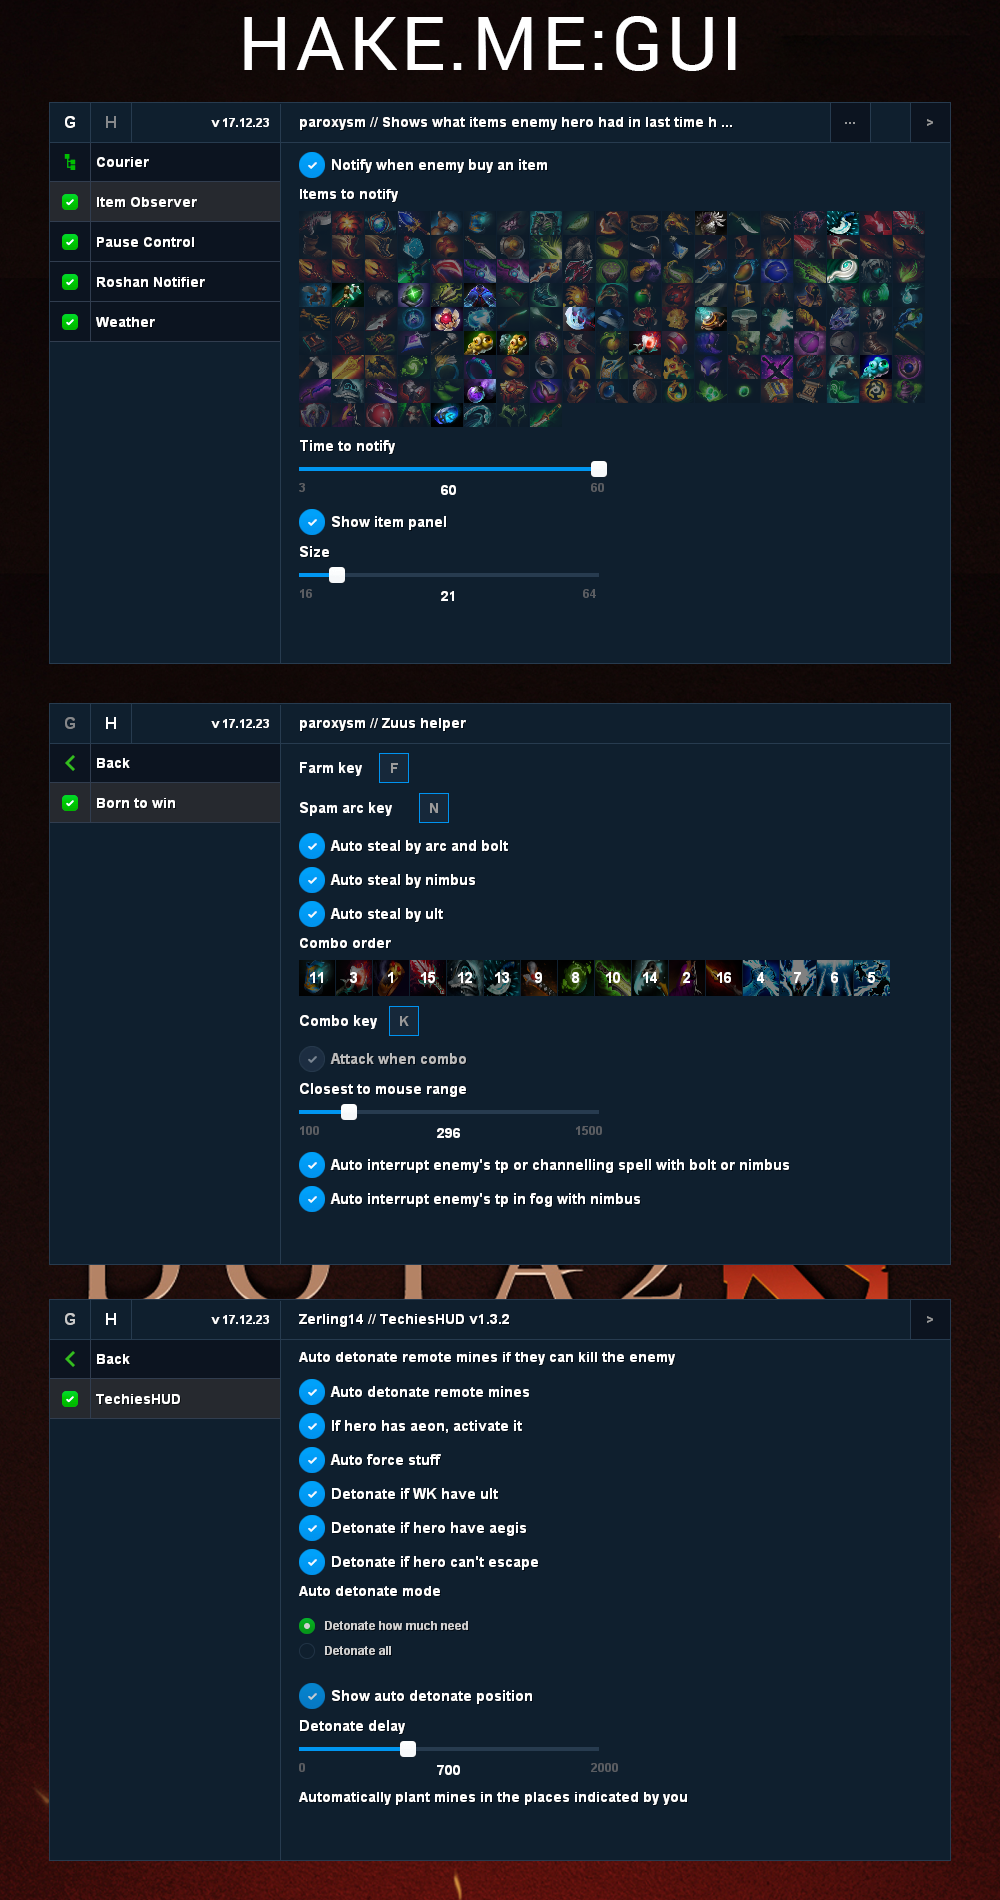 HAKE.ME:GUI
G H v 17.12.23 paroxysm // Shows what items enemy hero had in last time h ... ... >
Courier
Item Observer
Pause Control
Roshan Notifier
Weather
Notify when enemy buy an item
Items to notify
Time to notify
3 60 60
Show item panel
Size
16 21 64
G H v 17.12.23 paroxysm // Zuus helper
Back
Born to win
Farm key F
Spam arc key N
Auto steal by arc and bolt
Auto steal by nimbus
Auto steal by ult
Combo order
11 3 1 15 12 13 9 8 10 14 2 16 4 7 6 5
Combo key K
Attack when combo
Closest to mouse range
100 296 1500
Auto interrupt enemy's tp or channelling spell with bolt or nimbus
Auto interrupt enemy's tp in fog with nimbus
DOTA 2
G H v 17.12.23 Zerling14 // TechiesHUD v1.3.2 >
Back
TechiesHUD
Auto detonate remote mines if they can kill the enemy
Auto detonate remote mines
If hero has aeon, activate it
Auto force stuff
Detonate if WK have ult
Detonate if hero have aegis
Detonate if hero can't escape
Auto detonate mode
Detonate how much need
Detonate all
Show auto detonate position
Detonate delay
0 700 2000
Automatically plant mines in the places indicated by you